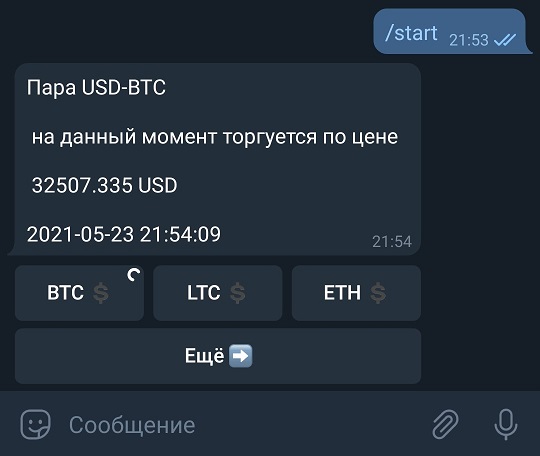 /start 21:53
Пара USD-BTC
на данный момент торгуется по цене
32507.335 USD
2021-05-23 21:54:09
21:54
BTC 💲 LTC 💲 ETH 💲
Ещё ➡️
Сообщение